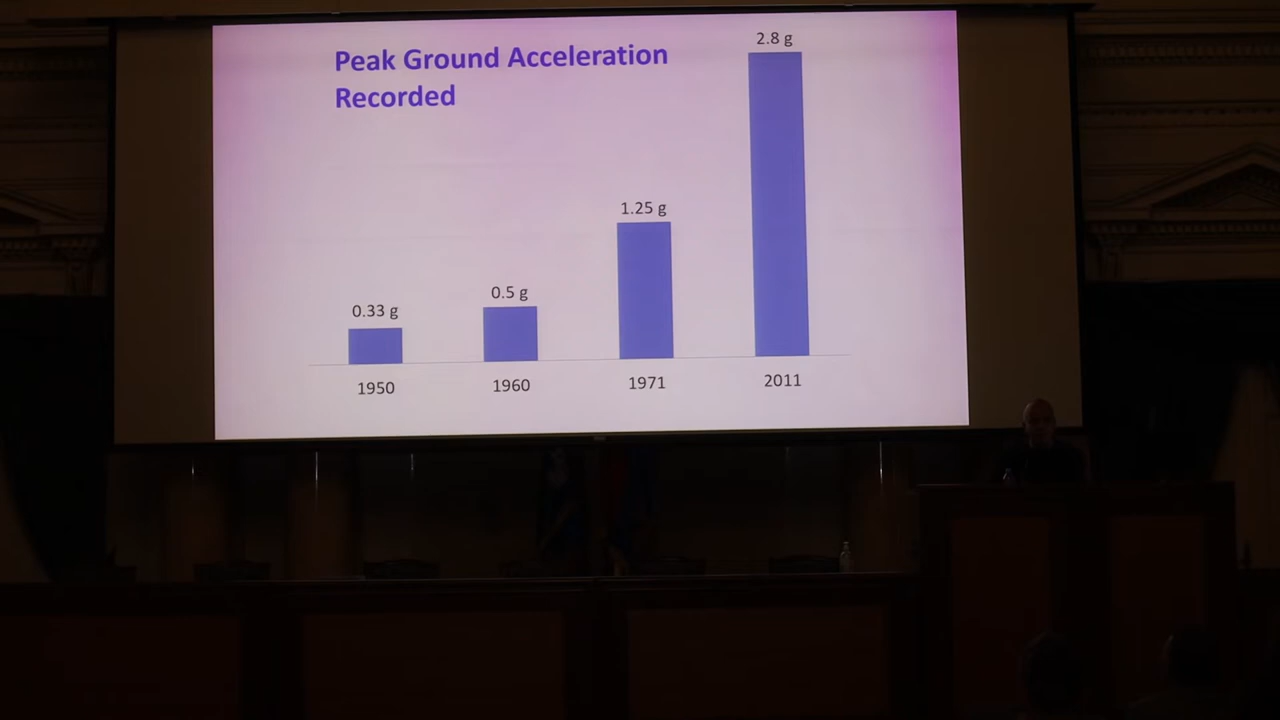 Peak Ground Acceleration
Recorded
2.8 g
1.25 g
0.5 g
0.33 g
1950 1960 1971 2011